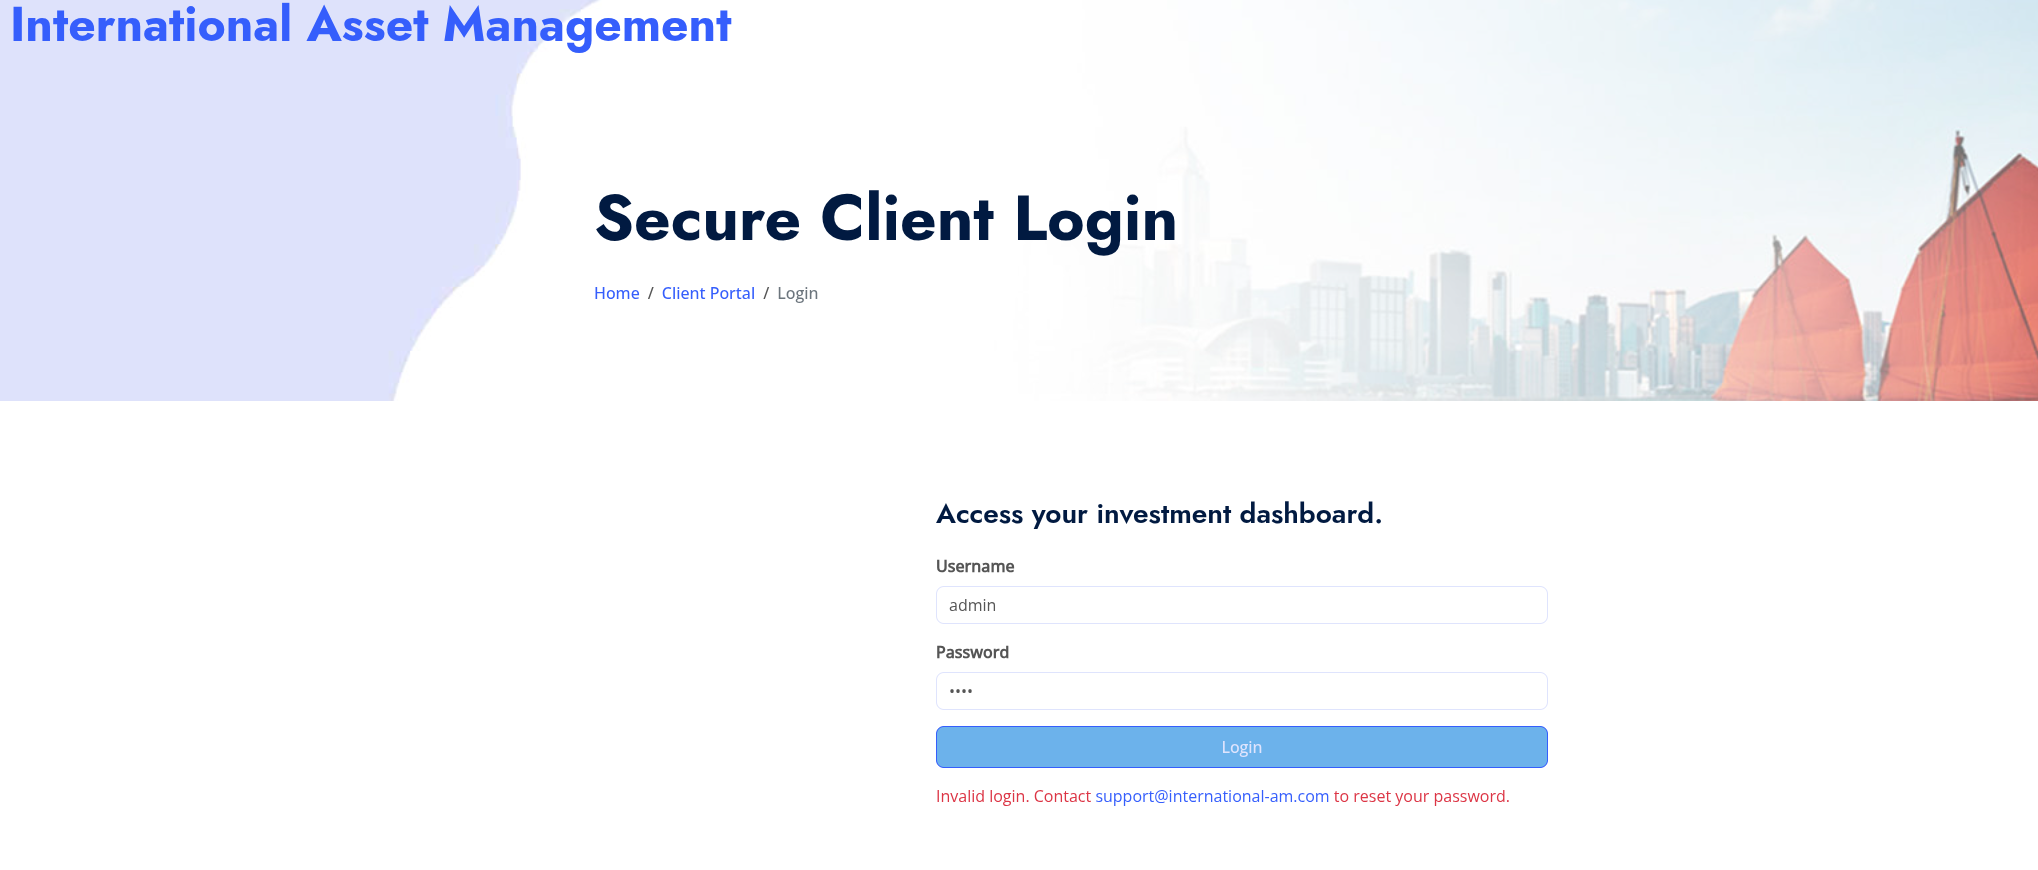 International Asset Management
Secure Client Login
Home / Client Portal / Login
Access your investment dashboard.
Username
admin
Password
••••
Login
Invalid login. Contact support@international-am.com to reset your password.